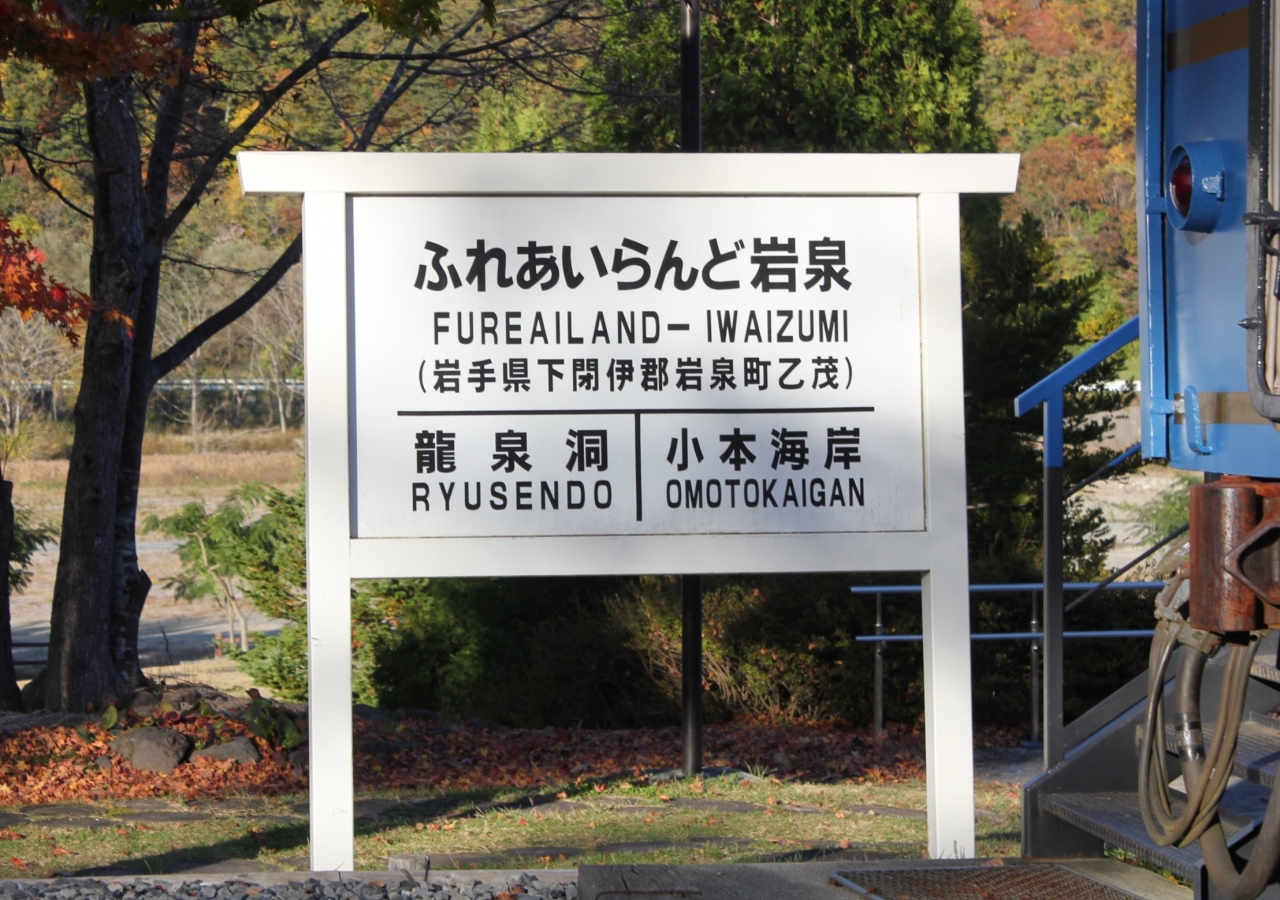 ふれあいらんど岩泉
FUREAILAND－IWAIZUMI
(岩手県下閉伊郡岩泉町乙茂)
龍泉洞
RYUSENDO
小本海岸
OMOTOKAIGAN